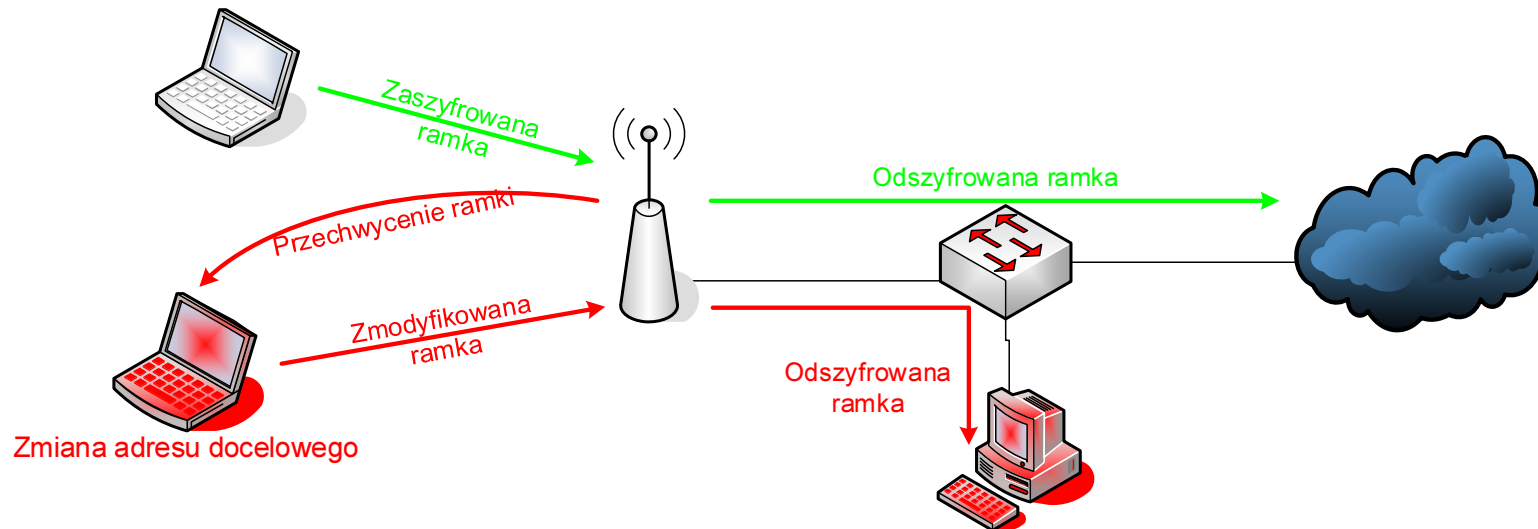 Zaszyfrowana
ramka
Odszyfrowana ramka
Przechwycenie ramki
Zmodyfikowana
ramka
Odszyfrowana
ramka
Zmiana adresu docelowego